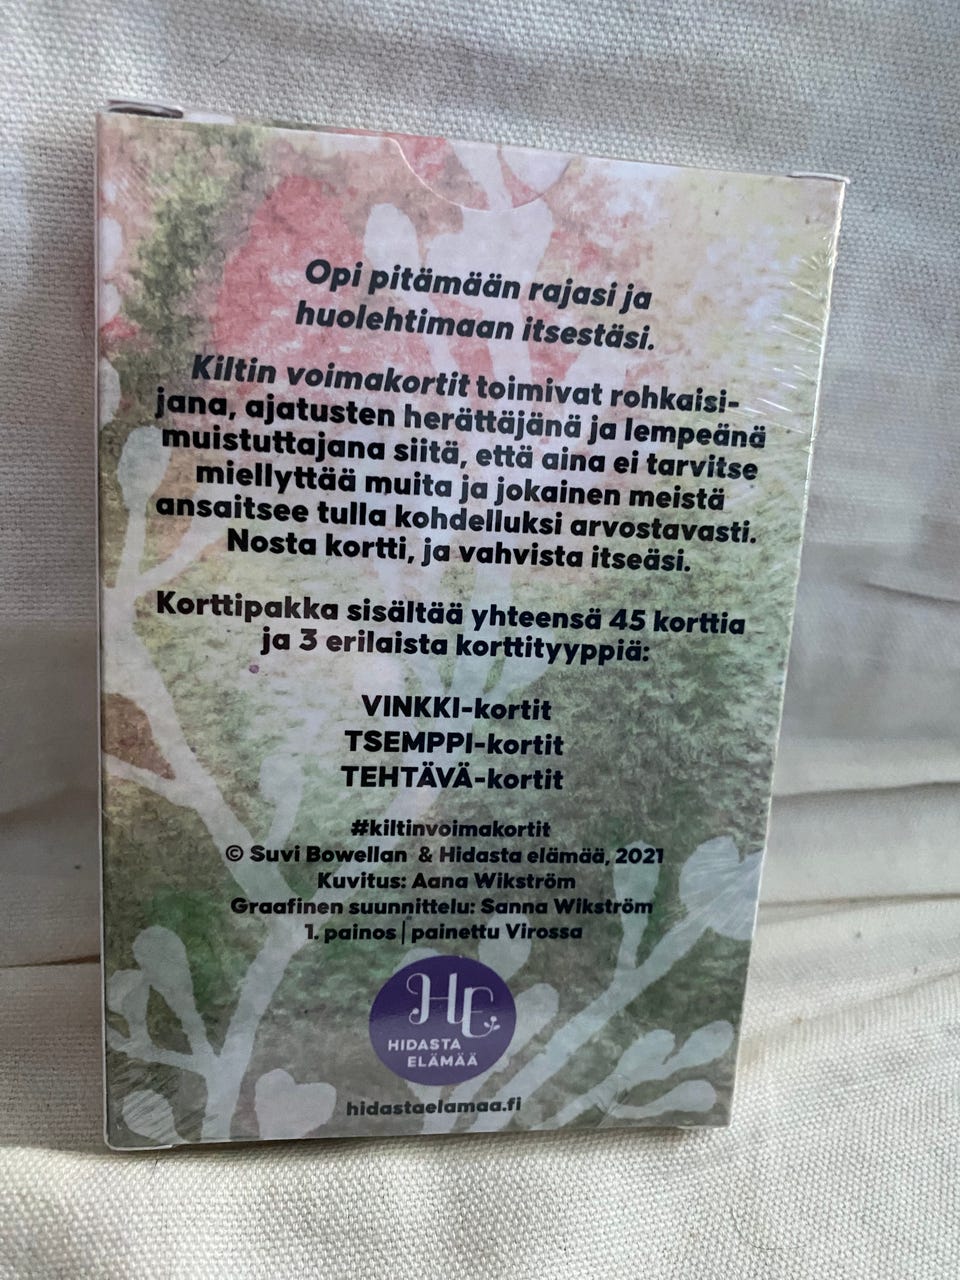 Opi pitämään rajasi ja
huolehtimaan itsestäsi.
Kiltin voimakortit toimivat rohkaisi-
jana, ajatusten herättäjänä ja lempeänä
muistuttajana siitä, että aina ei tarvitse
miellyttää muita ja jokainen meistä
ansaitsee tulla kohdelluksi arvostavasti.
Nosta kortti, ja vahvista itseäsi.
Korttipakka sisältää yhteensä 45 korttia
ja 3 erilaista korttityyppiä:
VINKKI-kortit
TSEMPPI-kortit
TEHTÄVÄ-kortit
#kiltinvoimakortit
© Suvi Bowellan & Hidasta elämää, 2021
Kuvitus: Aana Wikström
Graafinen suunnittelu: Sanna Wikström
1. painos | painettu Virossa
HE
HIDASTA
ELÄMÄÄ
hidastaelamaa.fi